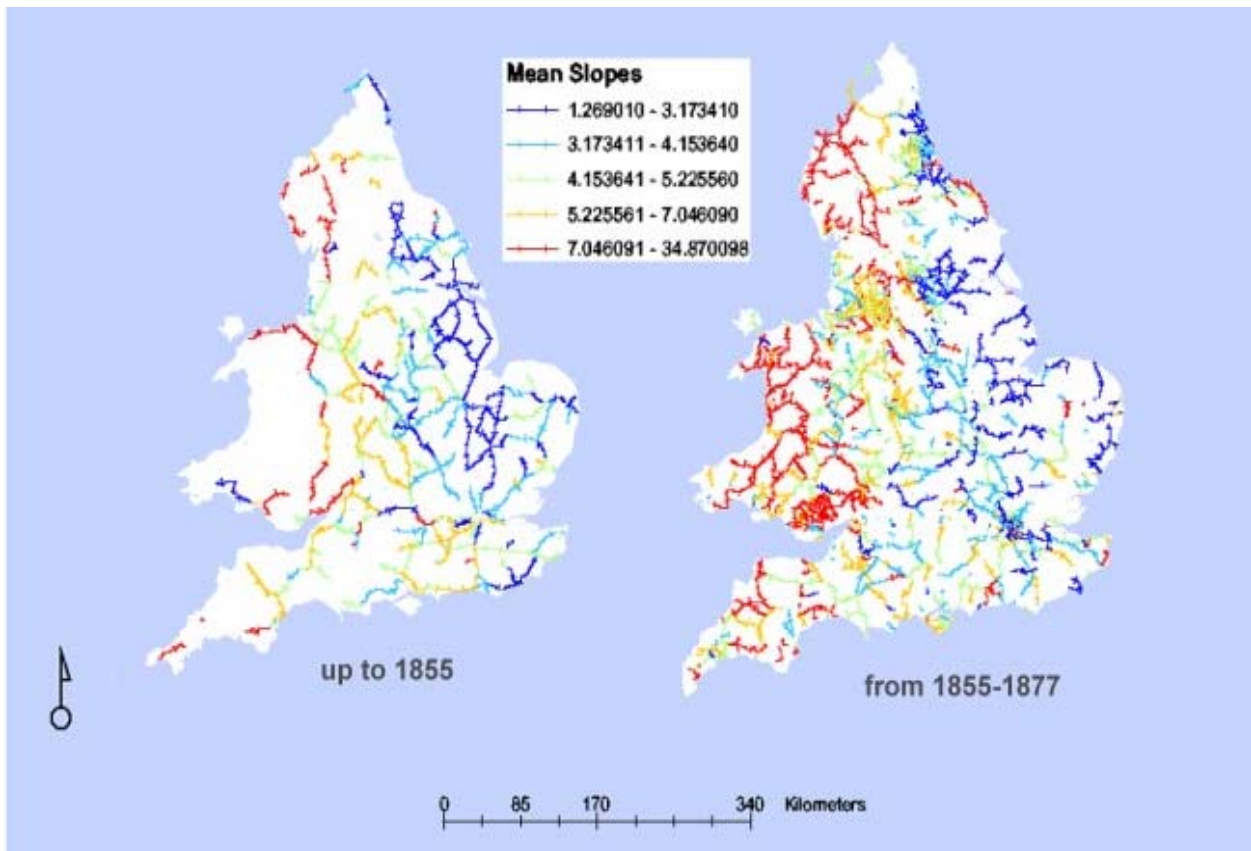 Mean Slopes
1.269010 - 3.173410
3.173411 - 4.153640
4.153641 - 5.225560
5.225561 - 7.046090
7.046091 - 34.870098
up to 1855
from 1855-1877
0 85 170 340 Kilometers